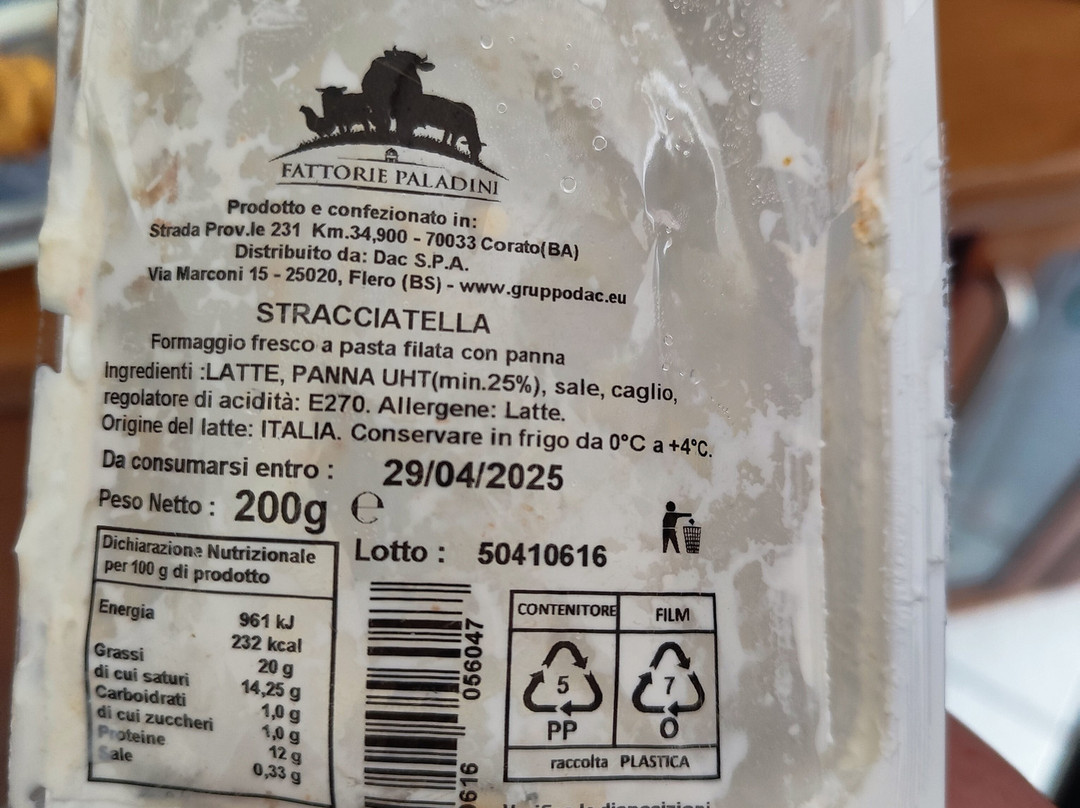 FATTORIE PALADINI
Prodotto e confezionato in:
Strada Prov.le 231 Km.34,900 - 70033 Corato(BA)
Distribuito da: Dac S.P.A.
Via Marconi 15 - 25020, Flero (BS) - www.gruppodac.eu
STRACCIATELLA
Formaggio fresco a pasta filata con panna
Ingredienti :LATTE, PANNA UHT(min.25%), sale, caglio,
regolatore di acidità: E270. Allergene: Latte.
Origine del latte: ITALIA. Conservare in frigo da 0°C a +4°C.
Da consumarsi entro : 29/04/2025
Peso Netto : 200g ℮
Lotto : 50410616
Dichiarazione Nutrizionale
per 100 g di prodotto
Energia 961 kJ
232 kcal
Grassi 20 g
di cui saturi 14,25 g
Carboidrati 1,0 g
di cui zuccheri 1,0 g
Proteine 12 g
Sale 0,33 g
056047
0616
CONTENITORE FILM
5 7
PP O
raccolta PLASTICA